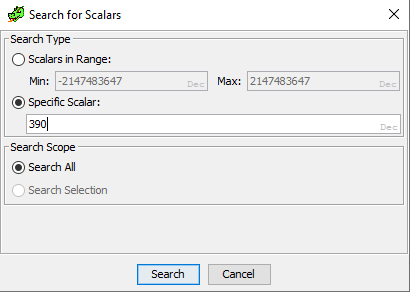 Search for Scalars
Search Type
Scalars in Range:
Min: -2147483647 Dec Max: 2147483647 Dec
Specific Scalar:
390 Dec
Search Scope
Search All
Search Selection
Search Cancel